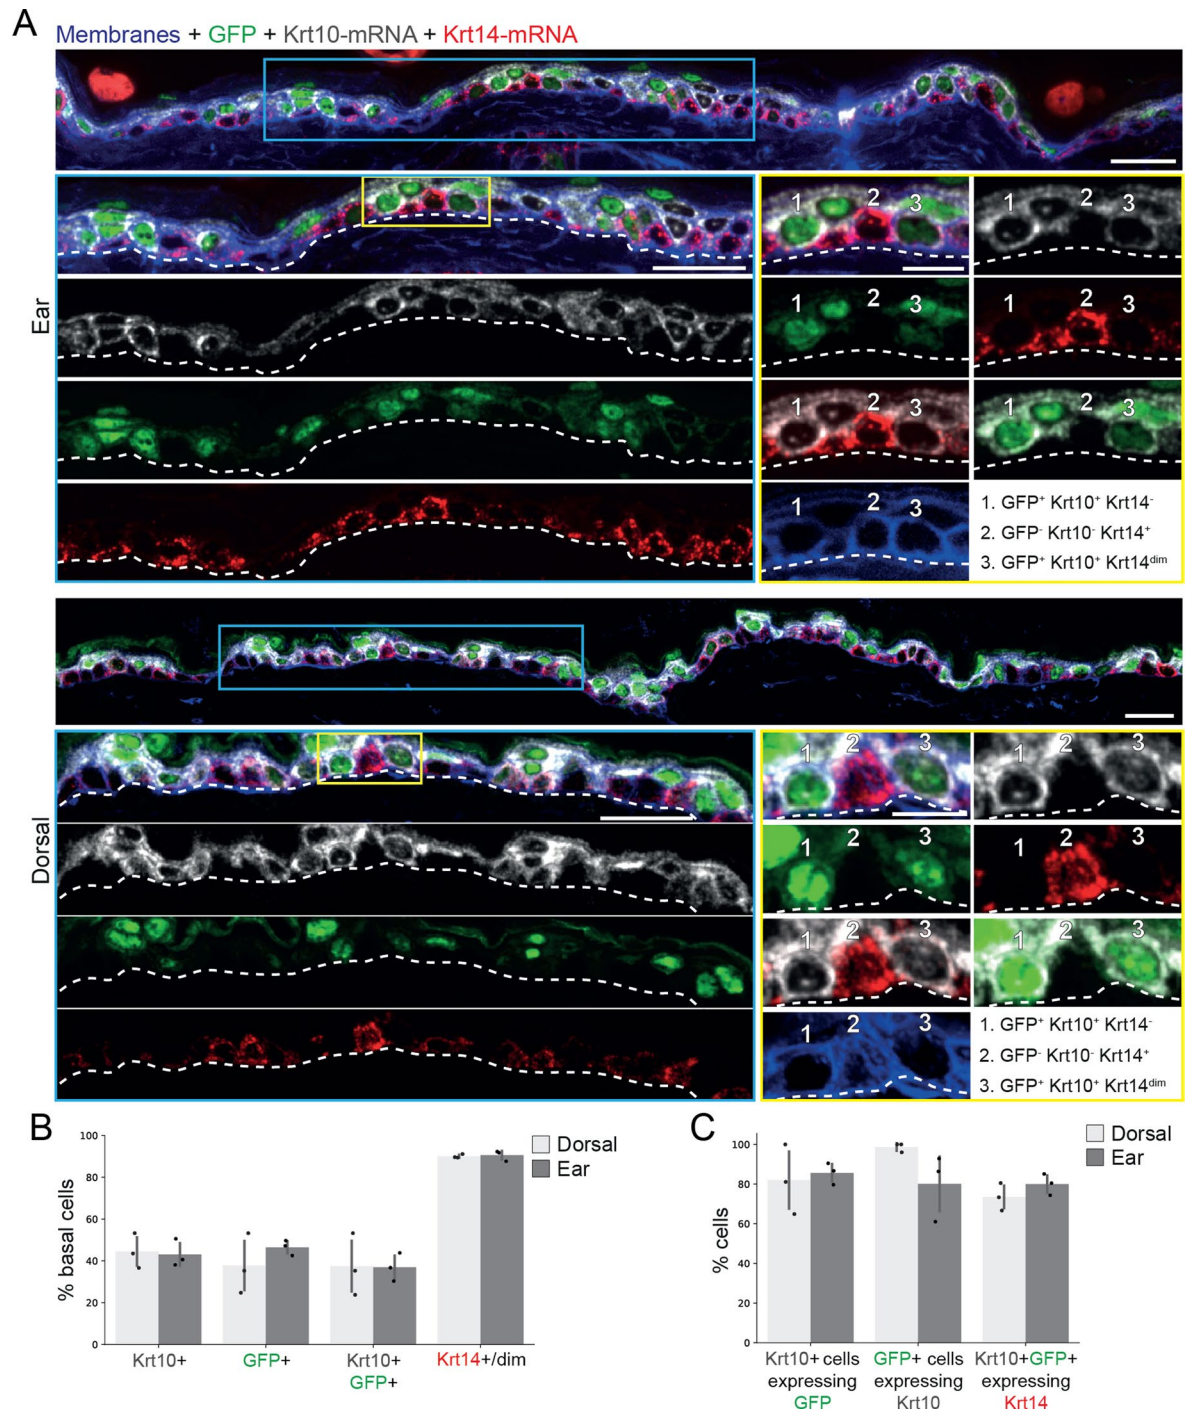 A
Membranes + GFP + Krt10-mRNA + Krt14-mRNA
Ear
1 2 3
1 2 3
1 2 3
1 2 3
1 2 3
1 2 3
1 2 3
1. GFP⁺ Krt10⁺ Krt14⁻
2. GFP⁻ Krt10⁻ Krt14⁺
3. GFP⁺ Krt10⁺ Krt14ᵈⁱᵐ
Dorsal
1 2 3
1 2 3
1 2 3
1 2 3
1 2 3
1 2 3
1 2 3
1. GFP⁺ Krt10⁺ Krt14⁻
2. GFP⁻ Krt10⁻ Krt14⁺
3. GFP⁺ Krt10⁺ Krt14ᵈⁱᵐ
B
% basal cells
100
80
60
40
20
0
Krt10+
GFP+
Krt10+
GFP+
Krt14+/dim
Dorsal
Ear
C
% cells
100
80
60
40
20
0
Krt10+ cells
expressing
GFP
GFP+ cells
expressing
Krt10
Krt10+GFP+
expressing
Krt14
Dorsal
Ear